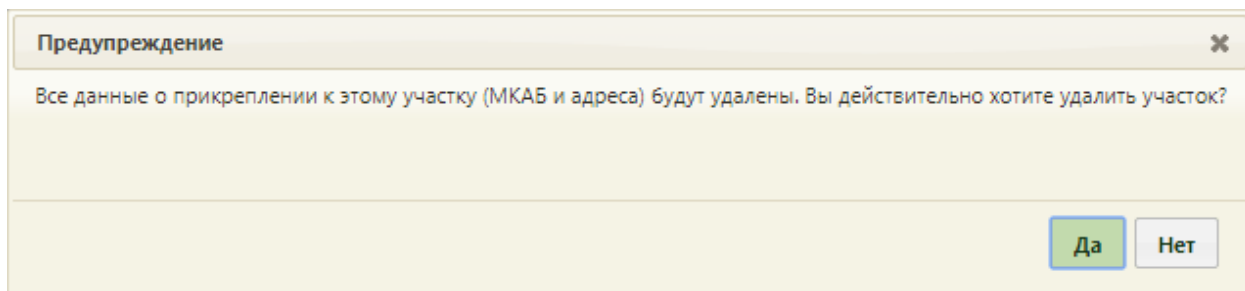 Предупреждение
Все данные о прикреплении к этому участку (МКАБ и адреса) будут удалены. Вы действительно хотите удалить участок?
Да Нет